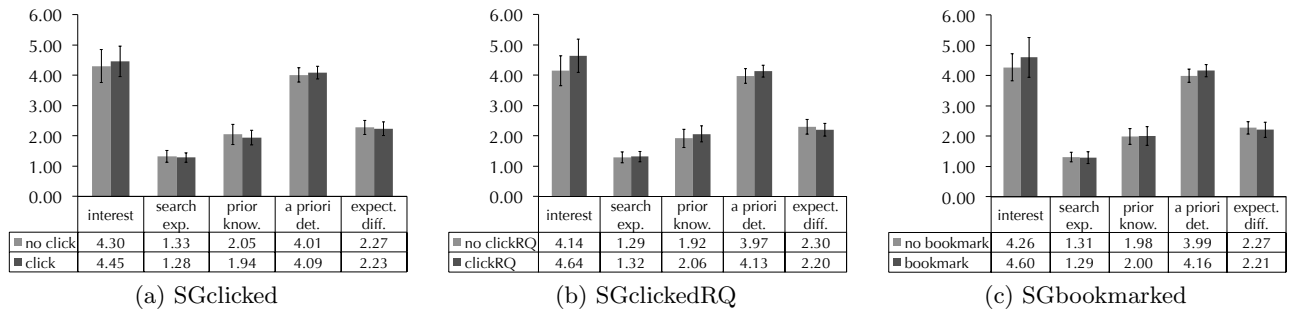 6.00
5.00
4.00
3.00
2.00
1.00
0.00
interest search exp. prior know. a priori det. expect. diff.
no click 4.30 1.33 2.05 4.01 2.27
click 4.45 1.28 1.94 4.09 2.23
(a) SGclicked
6.00
5.00
4.00
3.00
2.00
1.00
0.00
interest search exp. prior know. a priori det. expect. diff.
no clickRQ 4.14 1.29 1.92 3.97 2.30
clickRQ 4.64 1.32 2.06 4.13 2.20
(b) SGclickedRQ
6.00
5.00
4.00
3.00
2.00
1.00
0.00
interest search exp. prior know. a priori det. expect. diff.
no bookmark 4.26 1.31 1.98 3.99 2.27
bookmark 4.60 1.29 2.00 4.16 2.21
(c) SGbookmarked